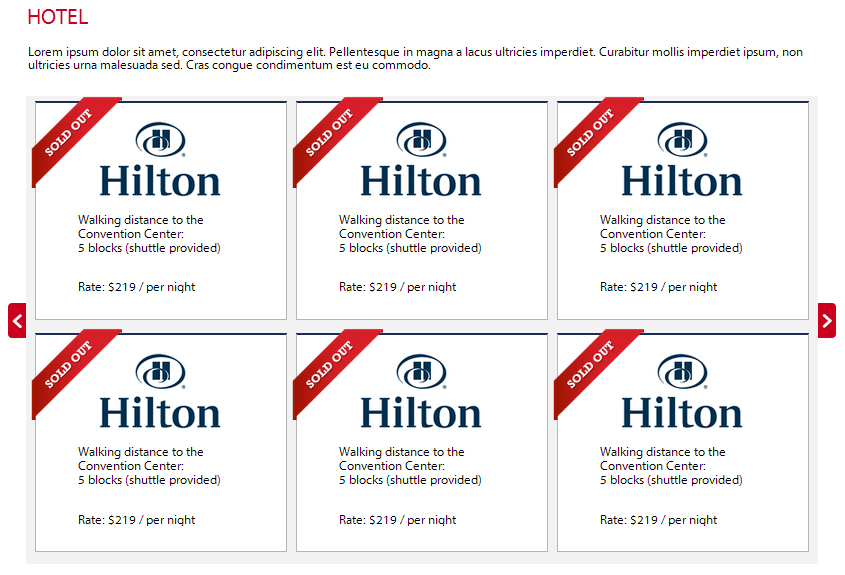 HOTEL
Lorem ipsum dolor sit amet, consectetur adipiscing elit. Pellentesque in magna a lacus ultricies imperdiet. Curabitur mollis imperdiet ipsum, non
ultricies urna malesuada sed. Cras congue condimentum est eu commodo.
SOLD OUT
Hilton
Walking distance to the
Convention Center:
5 blocks (shuttle provided)
Rate: $219 / per night
SOLD OUT
Hilton
Walking distance to the
Convention Center:
5 blocks (shuttle provided)
Rate: $219 / per night
SOLD OUT
Hilton
Walking distance to the
Convention Center:
5 blocks (shuttle provided)
Rate: $219 / per night
SOLD OUT
Hilton
Walking distance to the
Convention Center:
5 blocks (shuttle provided)
Rate: $219 / per night
SOLD OUT
Hilton
Walking distance to the
Convention Center:
5 blocks (shuttle provided)
Rate: $219 / per night
SOLD OUT
Hilton
Walking distance to the
Convention Center:
5 blocks (shuttle provided)
Rate: $219 / per night